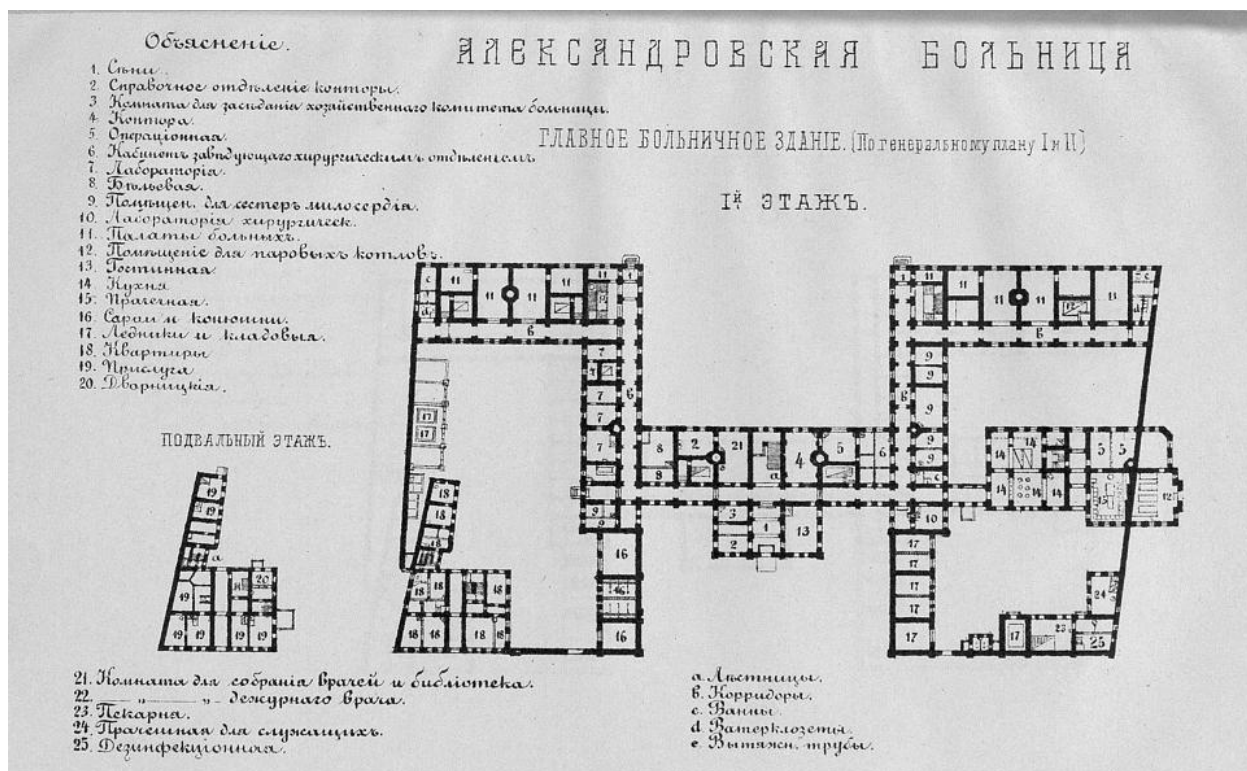 Объясненіе.
1. Сѣни.
2. Справочное отдѣленіе конторы.
3. Комната для засѣданія хозяйственнаго комитета больницы.
4. Контора.
5. Операціонная.
6. Кабинетъ завѣдующаго хирургическимъ отдѣленіемъ
7. Лабораторія.
8. Бѣльевая.
9. Помѣщен. для сестеръ милосердія.
10. Лабораторія хирургическ.
11. Палаты больныхъ.
12. Помѣщеніе для паровыхъ котловъ.
13. Гостинная
14. Кухня
15. Прачечная.
16. Сараи и конюшни.
17. Ледники и кладовыя.
18. Квартиры
19. Прислуга
20. Дворницкія.
АЛЕКСАНДРОВСКАЯ БОЛЬНИЦА
ГЛАВНОЕ БОЛЬНИЧНОЕ ЗДАНІЕ. (По генеральному плану I и II)
Iй ЭТАЖЪ.
ПОДВАЛЬНЫЙ ЭТАЖЪ.
21. Комната для собранія врачей и библіотека.
22. —— „ —— „ – дежурнаго врача.
23. Пекарня.
24. Прачешная для служащихъ.
25. Дезинфекціонная.
a. Лѣстницы.
b. Корридоры.
c. Ванны.
d. Ватерклозеты.
e. Вытяжн. трубы.